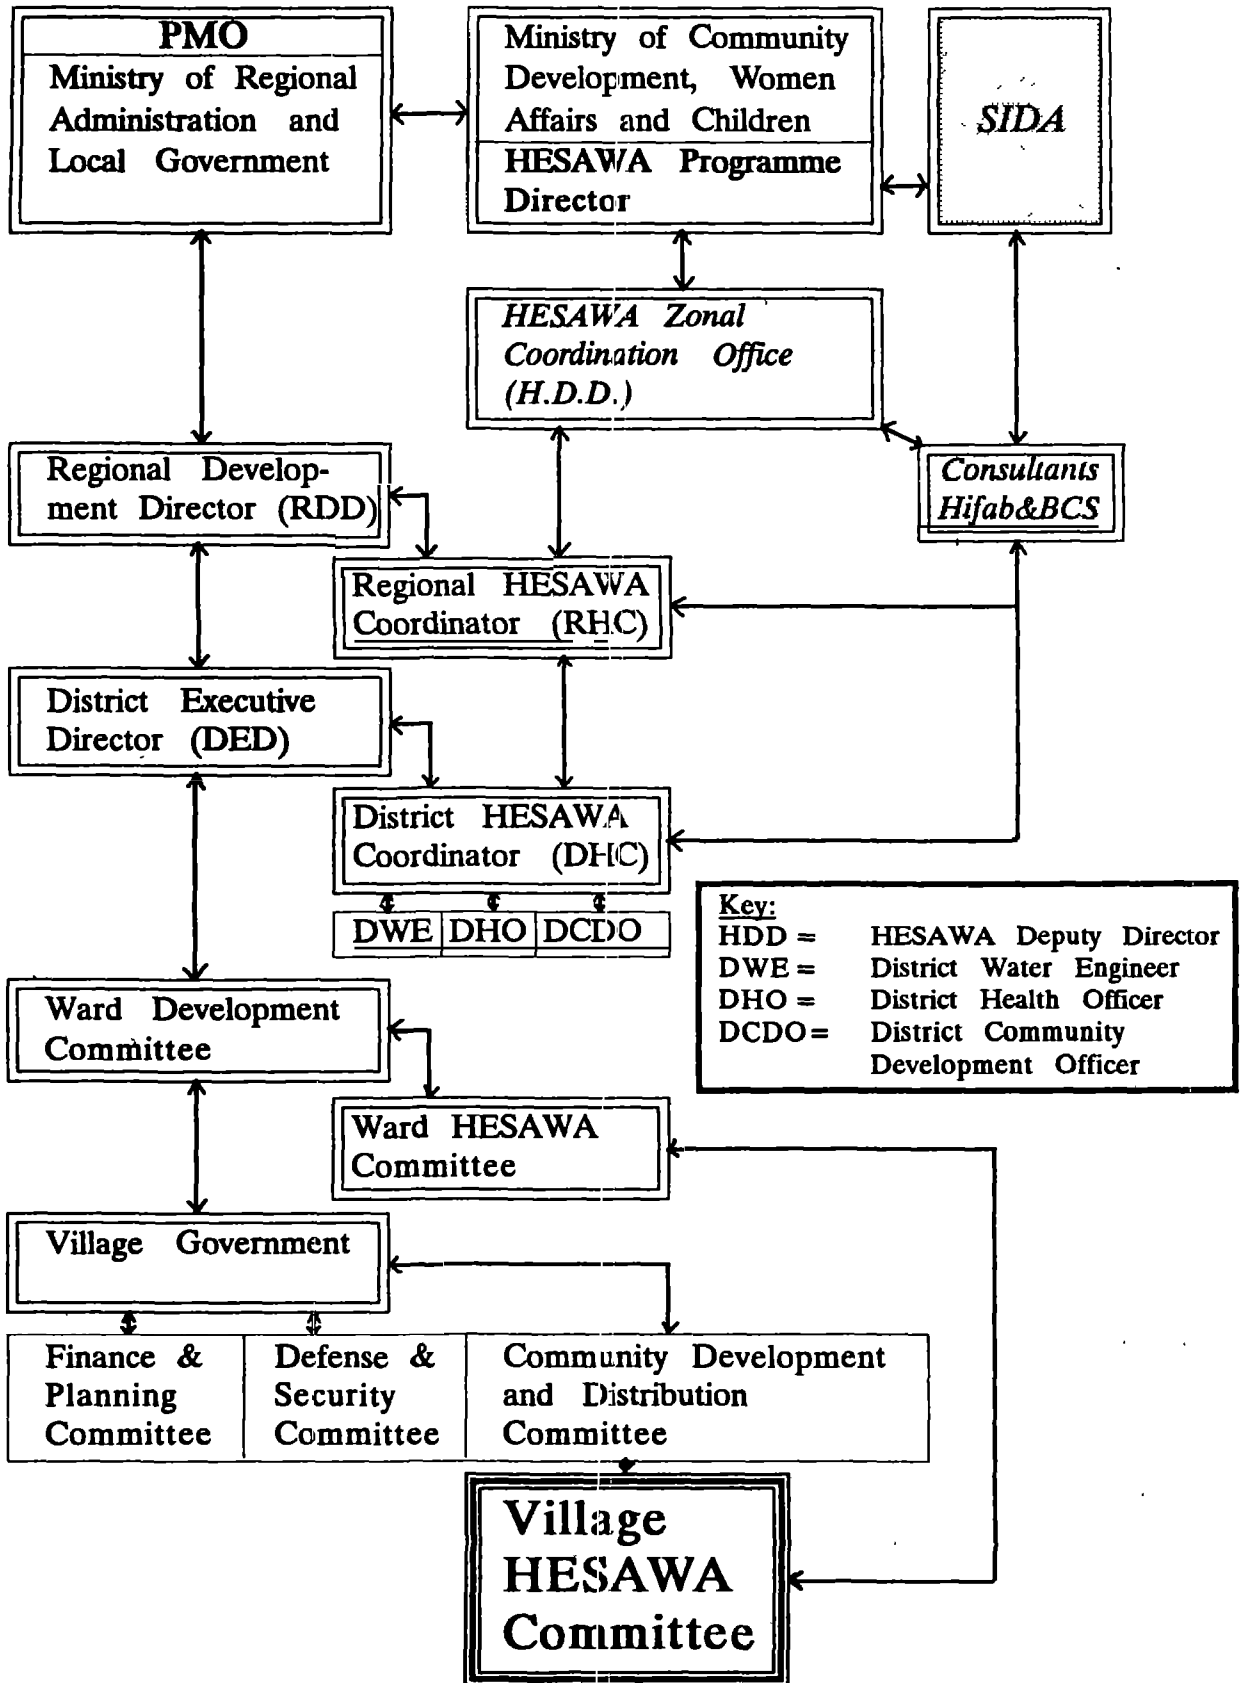 PMO
Ministry of Regional
Administration and
Local Government
Ministry of Community
Development, Women
Affairs and Children
HESAWA Programme
Director
SIDA
HESAWA Zonal
Coordination Office
(H.D.D.)
Regional Develop-
ment Director (RDD)
Consultants
Hifab&BCS
Regional HESAWA
Coordinator (RHC)
District Executive
Director (DED)
District HESAWA
Coordinator (DHC)
DWE DHO DCDO
Key:
HDD = HESAWA Deputy Director
DWE = District Water Engineer
DHO = District Health Officer
DCDO= District Community
Development Officer
Ward Development
Committee
Ward HESAWA
Committee
Village Government
Finance &
Planning
Committee
Defense &
Security
Committee
Community Development
and Distribution
Committee
Village
HESAWA
Committee